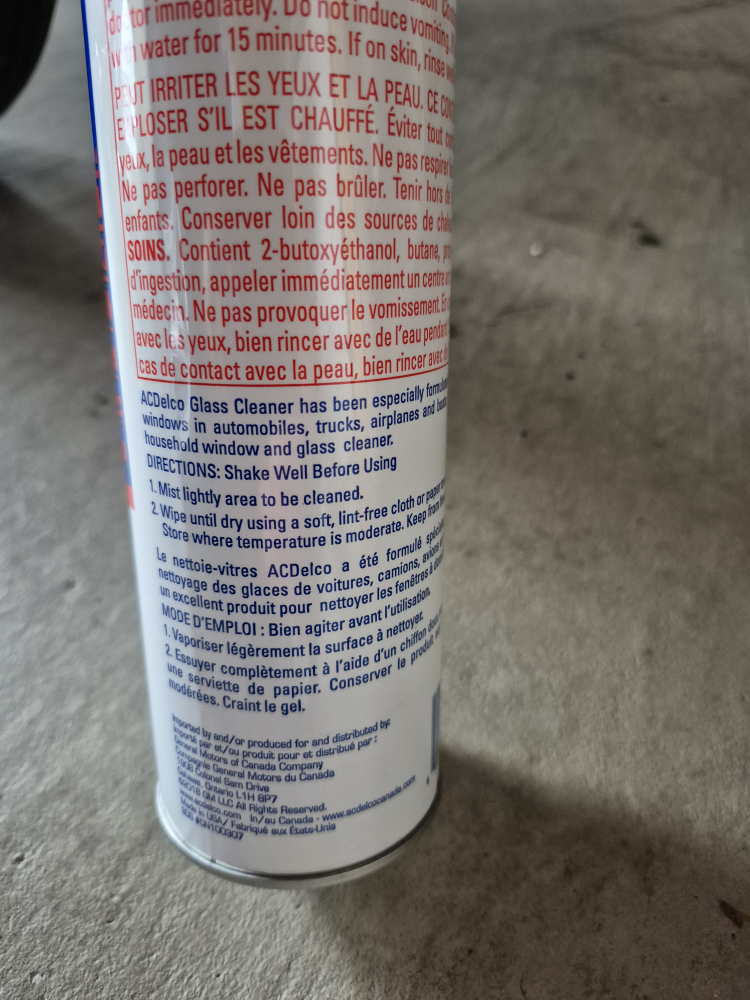 doctor immediately. Do not induce vomiting.
with water for 15 minutes. If on skin, rinse
PEUT IRRITER LES YEUX ET LA PEAU. CE
EXPLOSER S'IL EST CHAUFFÉ. Éviter tout
yeux, la peau et les vêtements. Ne pas respirer
Ne pas perforer. Ne pas brûler. Tenir hors de
enfants. Conserver loin des sources de
SOINS. Contient 2-butoxyéthanol, butane,
d'ingestion, appeler immédiatement un centre
médecin. Ne pas provoquer le vomissement. En
avec les yeux, bien rincer avec de l'eau
cas de contact avec la peau, bien rincer avec
ACDelco Glass Cleaner has been especially
windows in automobiles, trucks, airplanes and
household window and glass cleaner.
DIRECTIONS: Shake Well Before Using
1. Mist lightly area to be cleaned.
2. Wipe until dry using a soft, lint-free cloth or paper
Store where temperature is moderate. Keep from
Le nettoie-vitres ACDelco a été formulé
nettoyage des glaces de voitures, camions, avions
un excellent produit pour nettoyer les fenêtres à
MODE D'EMPLOI : Bien agiter avant l'utilisation.
1. Vaporiser légèrement la surface à nettoyer.
2. Essuyer complètement à l'aide d'un chiffon doux
une serviette de papier. Conserver le produit
modérées. Craint le gel.
Imported by and/or produced for and distributed by:
Importé par et/ou produit pour et distribué par :
General Motors of Canada Company
Compagnie General Motors du Canada
1908 Colonel Sam Drive
Oshawa, Ontario L1H 8P7
©2018 GM LLC All Rights Reserved.
www.acdelco.com In/au Canada - www.acdelcocanada.com
Made in USA/ Fabriqué aux États-Unis
#GN100307